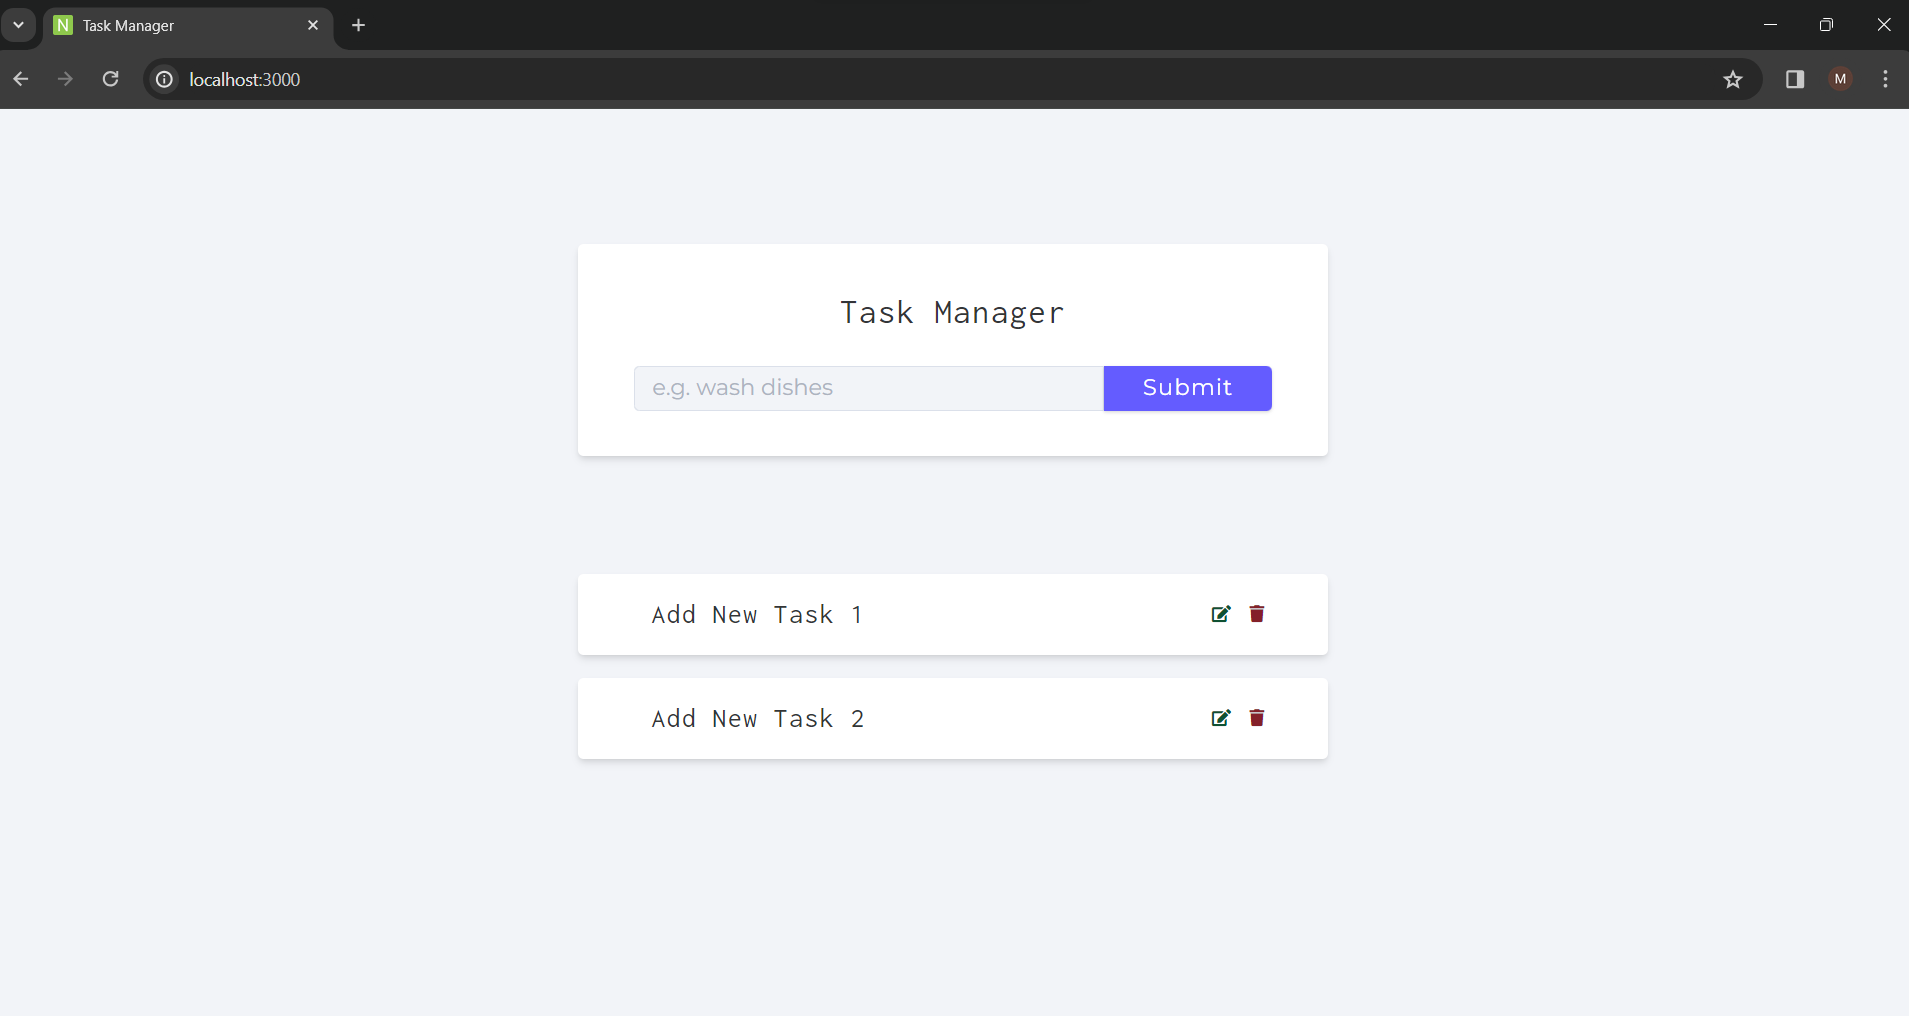 N Task Manager
localhost:3000
M
Task Manager
e.g. wash dishes
Submit
Add New Task 1
Add New Task 2